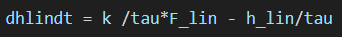 dhlindt = k /tau*F_lin - h_lin/tau